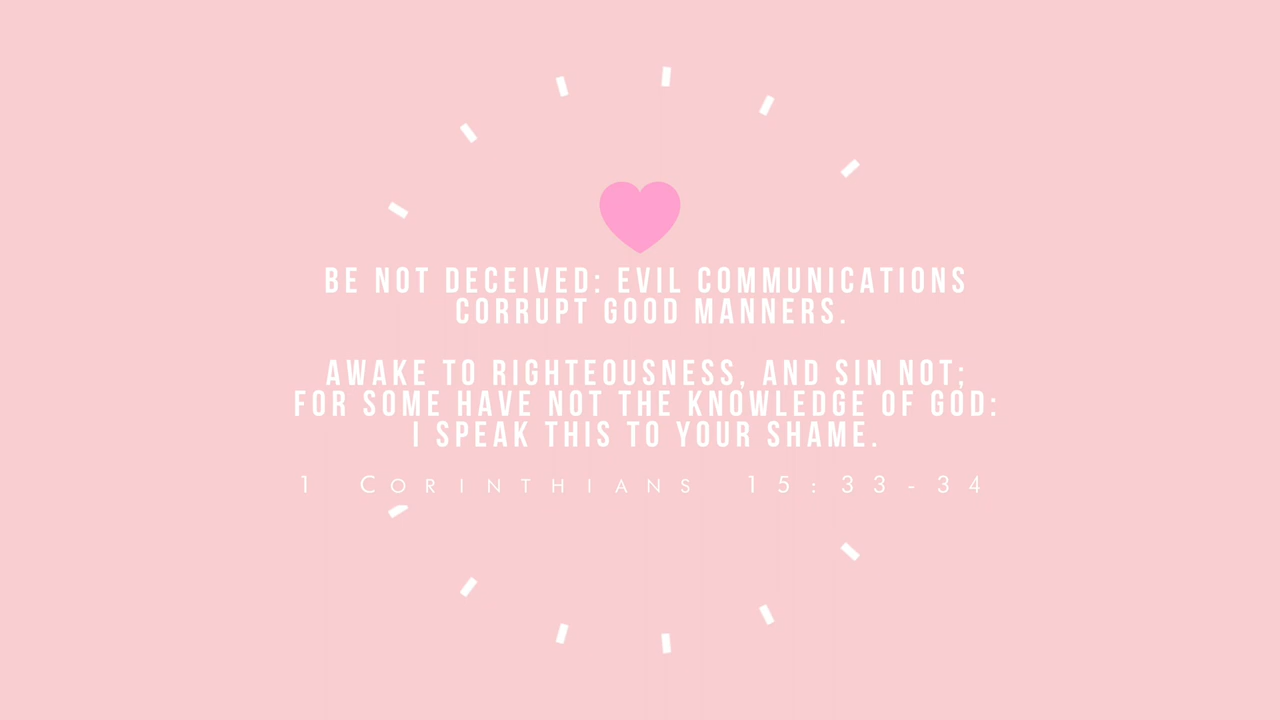 BE NOT DECEIVED: EVIL COMMUNICATIONS
CORRUPT GOOD MANNERS.
AWAKE TO RIGHTEOUSNESS, AND SIN NOT;
FOR SOME HAVE NOT THE KNOWLEDGE OF GOD:
I SPEAK THIS TO YOUR SHAME.
1 CORINTHIANS 15:33-34